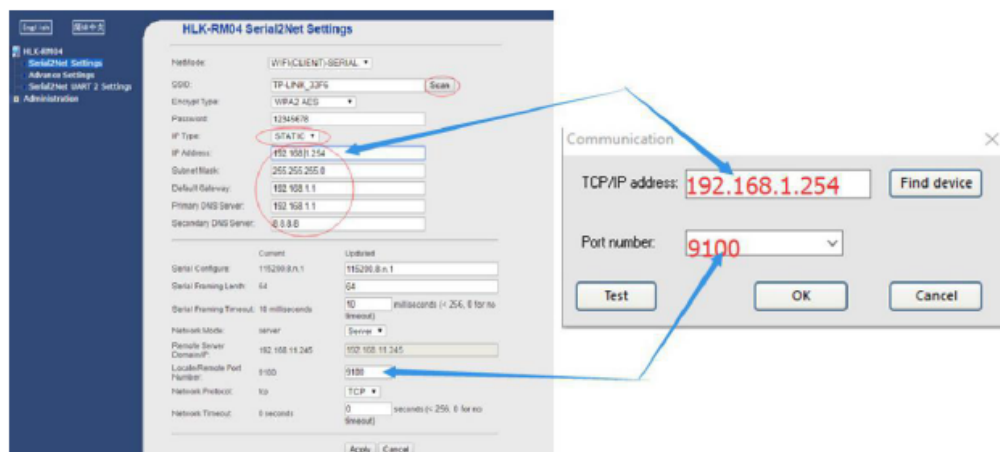 English 简体中文
HLK-RM04
Serial2Net Settings
Advance Settings
Serial2Net UART 2 Settings
Administration
HLK-RM04 Serial2Net Settings
NetMode: WIFI(CLIENT)-SERIAL
SSID: TP-LINK_33F6 Scan
Encrypt Type: WPA2 AES
Password: 12345678
IP Type: STATIC
IP Address: 192.168.1.254
Subnet Mask: 255.255.255.0
Default Gateway: 192.168.1.1
Primary DNS Server: 192.168.1.1
Secondary DNS Server: 8.8.8.8
Current Updated
Serial Configure: 115200,8,n,1 115200,8,n,1
Serial Framing Lenth: 64 64
Serial Framing Timeout: 10 milliseconds 10 milliseconds (< 256, 0 for no
timeout)
Network Mode: server Server
Remote Server
Domain/IP: 192.168.11.245 192.168.11.245
Locale/Remote Port
Number: 9100 9100
Network Protocol: tcp TCP
Network Timeout: 0 seconds 0 seconds (< 256, 0 for no
timeout)
Apply Cancel
Communication
TCP/IP address: 192.168.1.254 Find device
Port number: 9100
Test OK Cancel